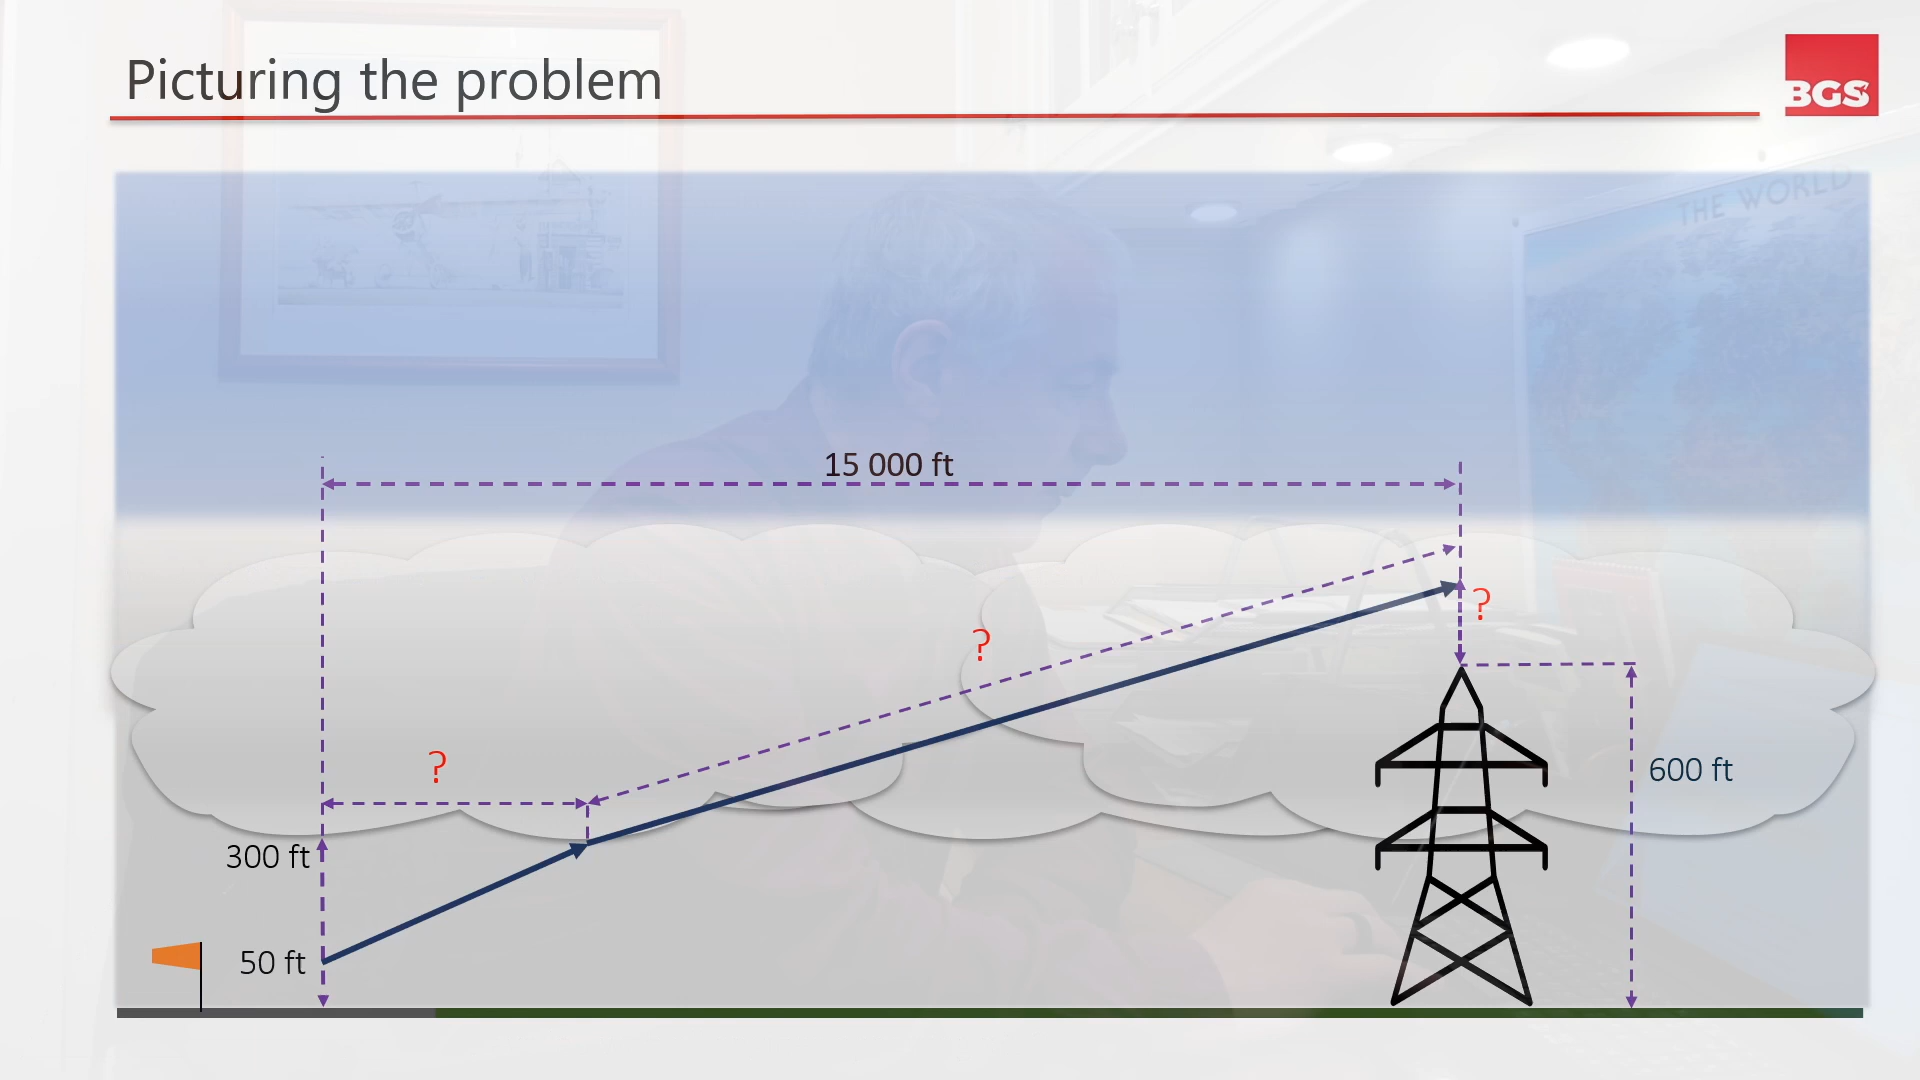 Picturing the problem
BGS
THE WORLD
15 000 ft
?
?
?
600 ft
300 ft
50 ft